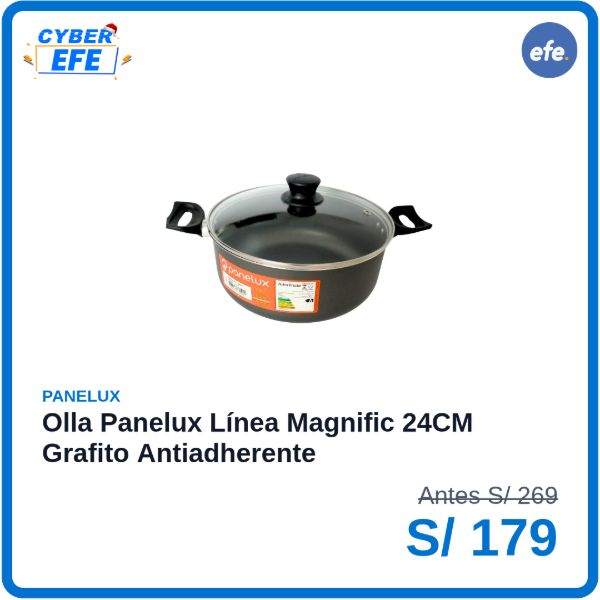 CYBER
EFE
efe.
panelux
PANELUX
Olla Panelux Línea Magnific 24CM
Grafito Antiadherente
Antes S/ 269
S/ 179